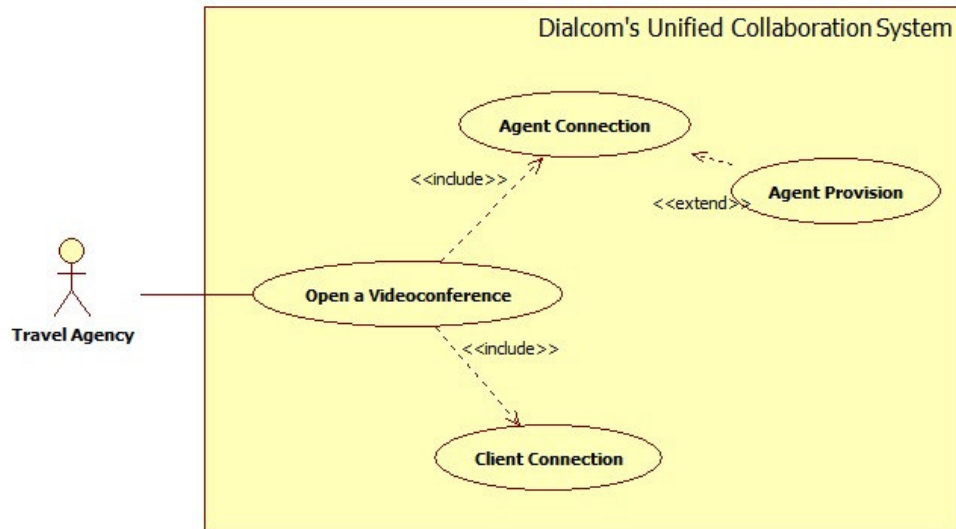 Dialcom's Unified Collaboration System
Agent Connection
<<include>>
Agent Provision
<<extend>>
Open a Videoconference
Travel Agency
<<include>>
Client Connection